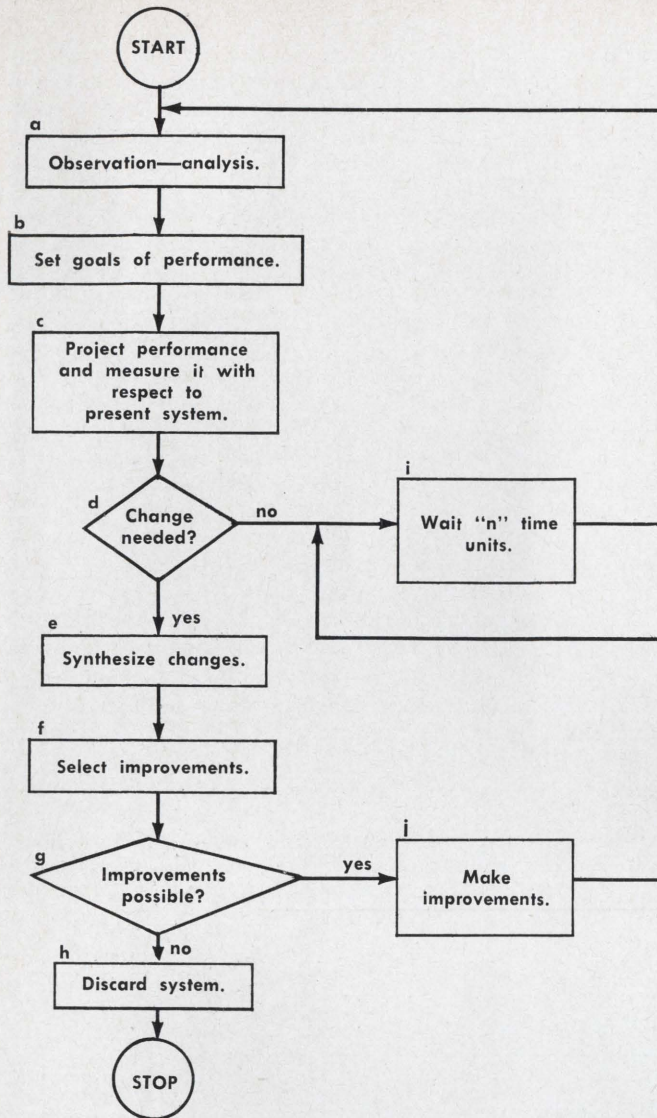 START
a
Observation—analysis.
b
Set goals of performance.
c
Project performance
and measure it with
respect to
present system.
d
Change
needed?
no
i
Wait "n" time
units.
yes
e
Synthesize changes.
f
Select improvements.
g
Improvements
possible?
yes
j
Make
improvements.
no
h
Discard system.
STOP